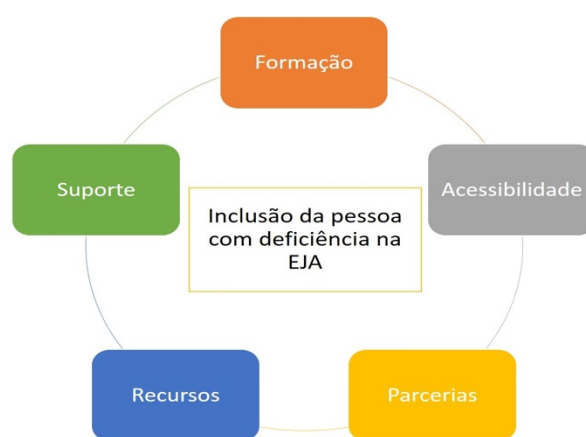 Formação
Suporte
Acessibilidade
Inclusão da pessoa
com deficiência na
EJA
Recursos
Parcerias